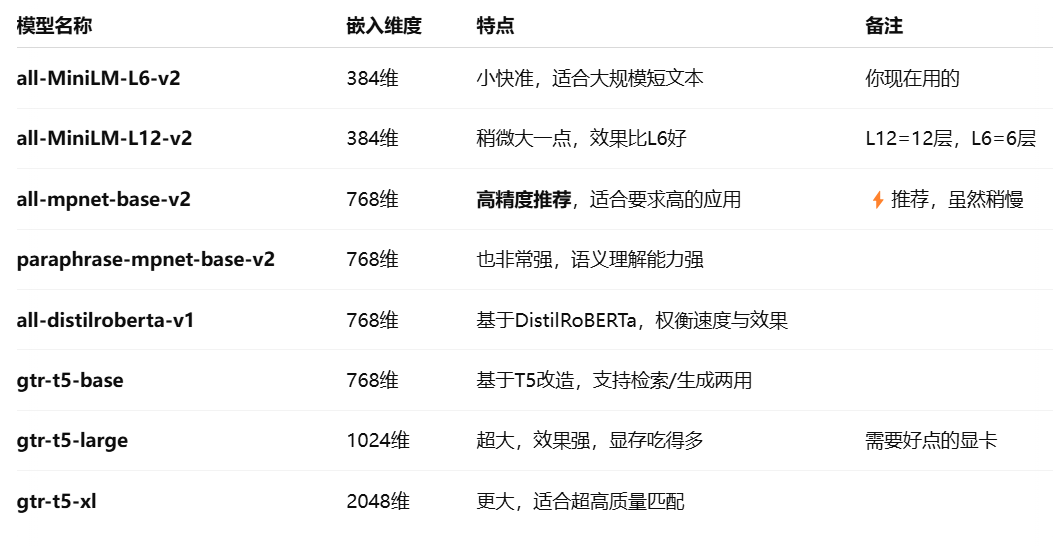 模型名称 嵌入维度 特点 备注
all-MiniLM-L6-v2 384维 小快准，适合大规模短文本 你现在用的
all-MiniLM-L12-v2 384维 稍微大一点，效果比L6好 L12=12层，L6=6层
all-mpnet-base-v2 768维 高精度推荐，适合要求高的应用 ⚡推荐，虽然稍慢
paraphrase-mpnet-base-v2 768维 也非常强，语义理解能力强
all-distilroberta-v1 768维 基于DistilRoBERTa，权衡速度与效果
gtr-t5-base 768维 基于T5改造，支持检索/生成两用
gtr-t5-large 1024维 超大，效果强，显存吃得多 需要好点的显卡
gtr-t5-xl 2048维 更大，适合超高质量匹配